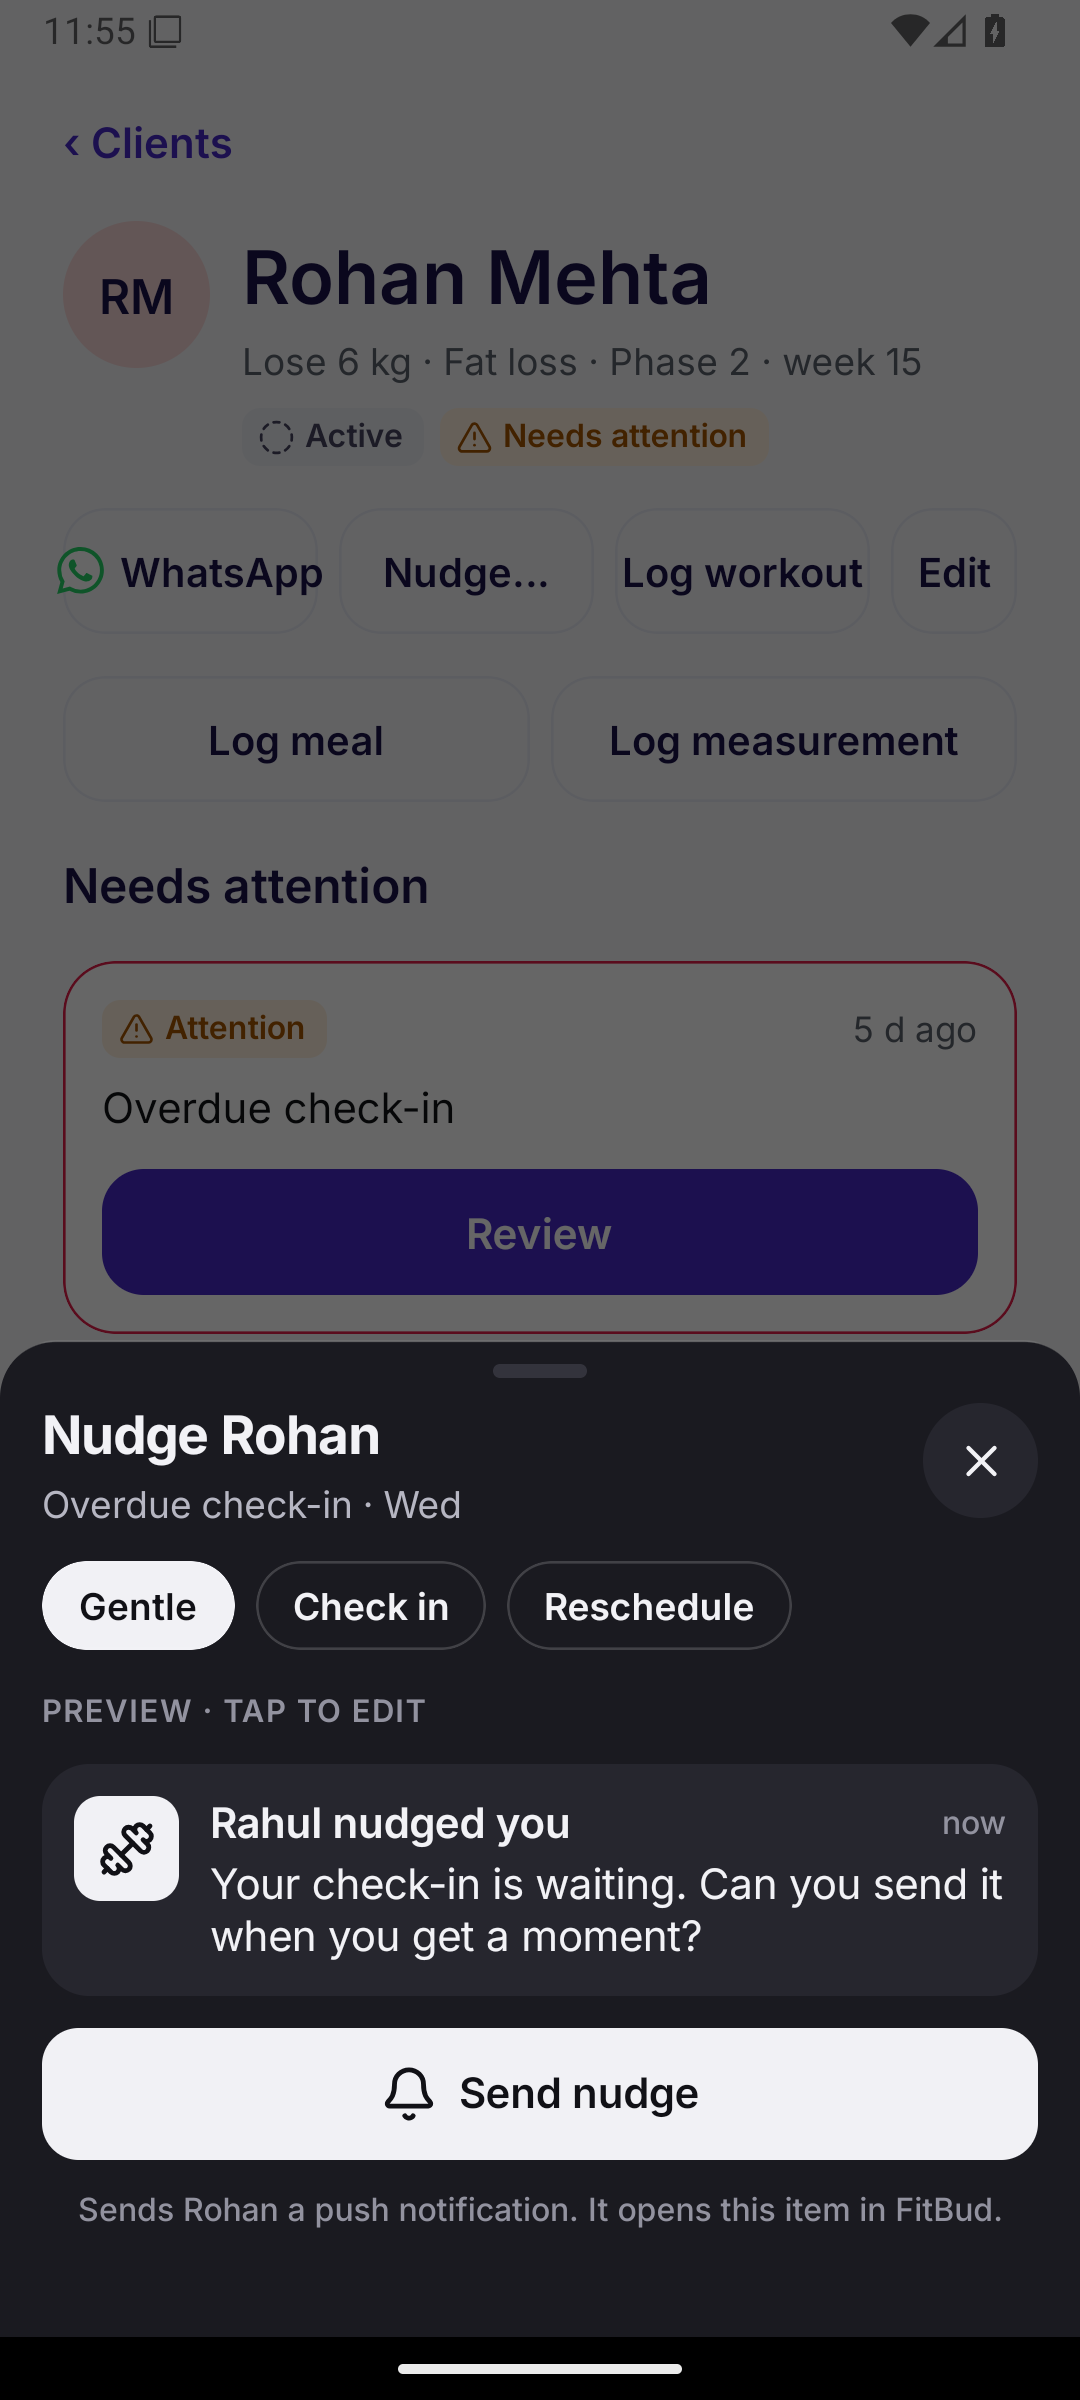 11:55
‹ Clients
RM
Rohan Mehta
Lose 6 kg · Fat loss · Phase 2 · week 15
Active
Needs attention
WhatsApp
Nudge...
Log workout
Edit
Log meal
Log measurement
Needs attention
Attention
5 d ago
Overdue check-in
Review
Nudge Rohan
Overdue check-in · Wed
Gentle
Check in
Reschedule
PREVIEW · TAP TO EDIT
Rahul nudged you
now
Your check-in is waiting. Can you send it
when you get a moment?
Send nudge
Sends Rohan a push notification. It opens this item in FitBud.